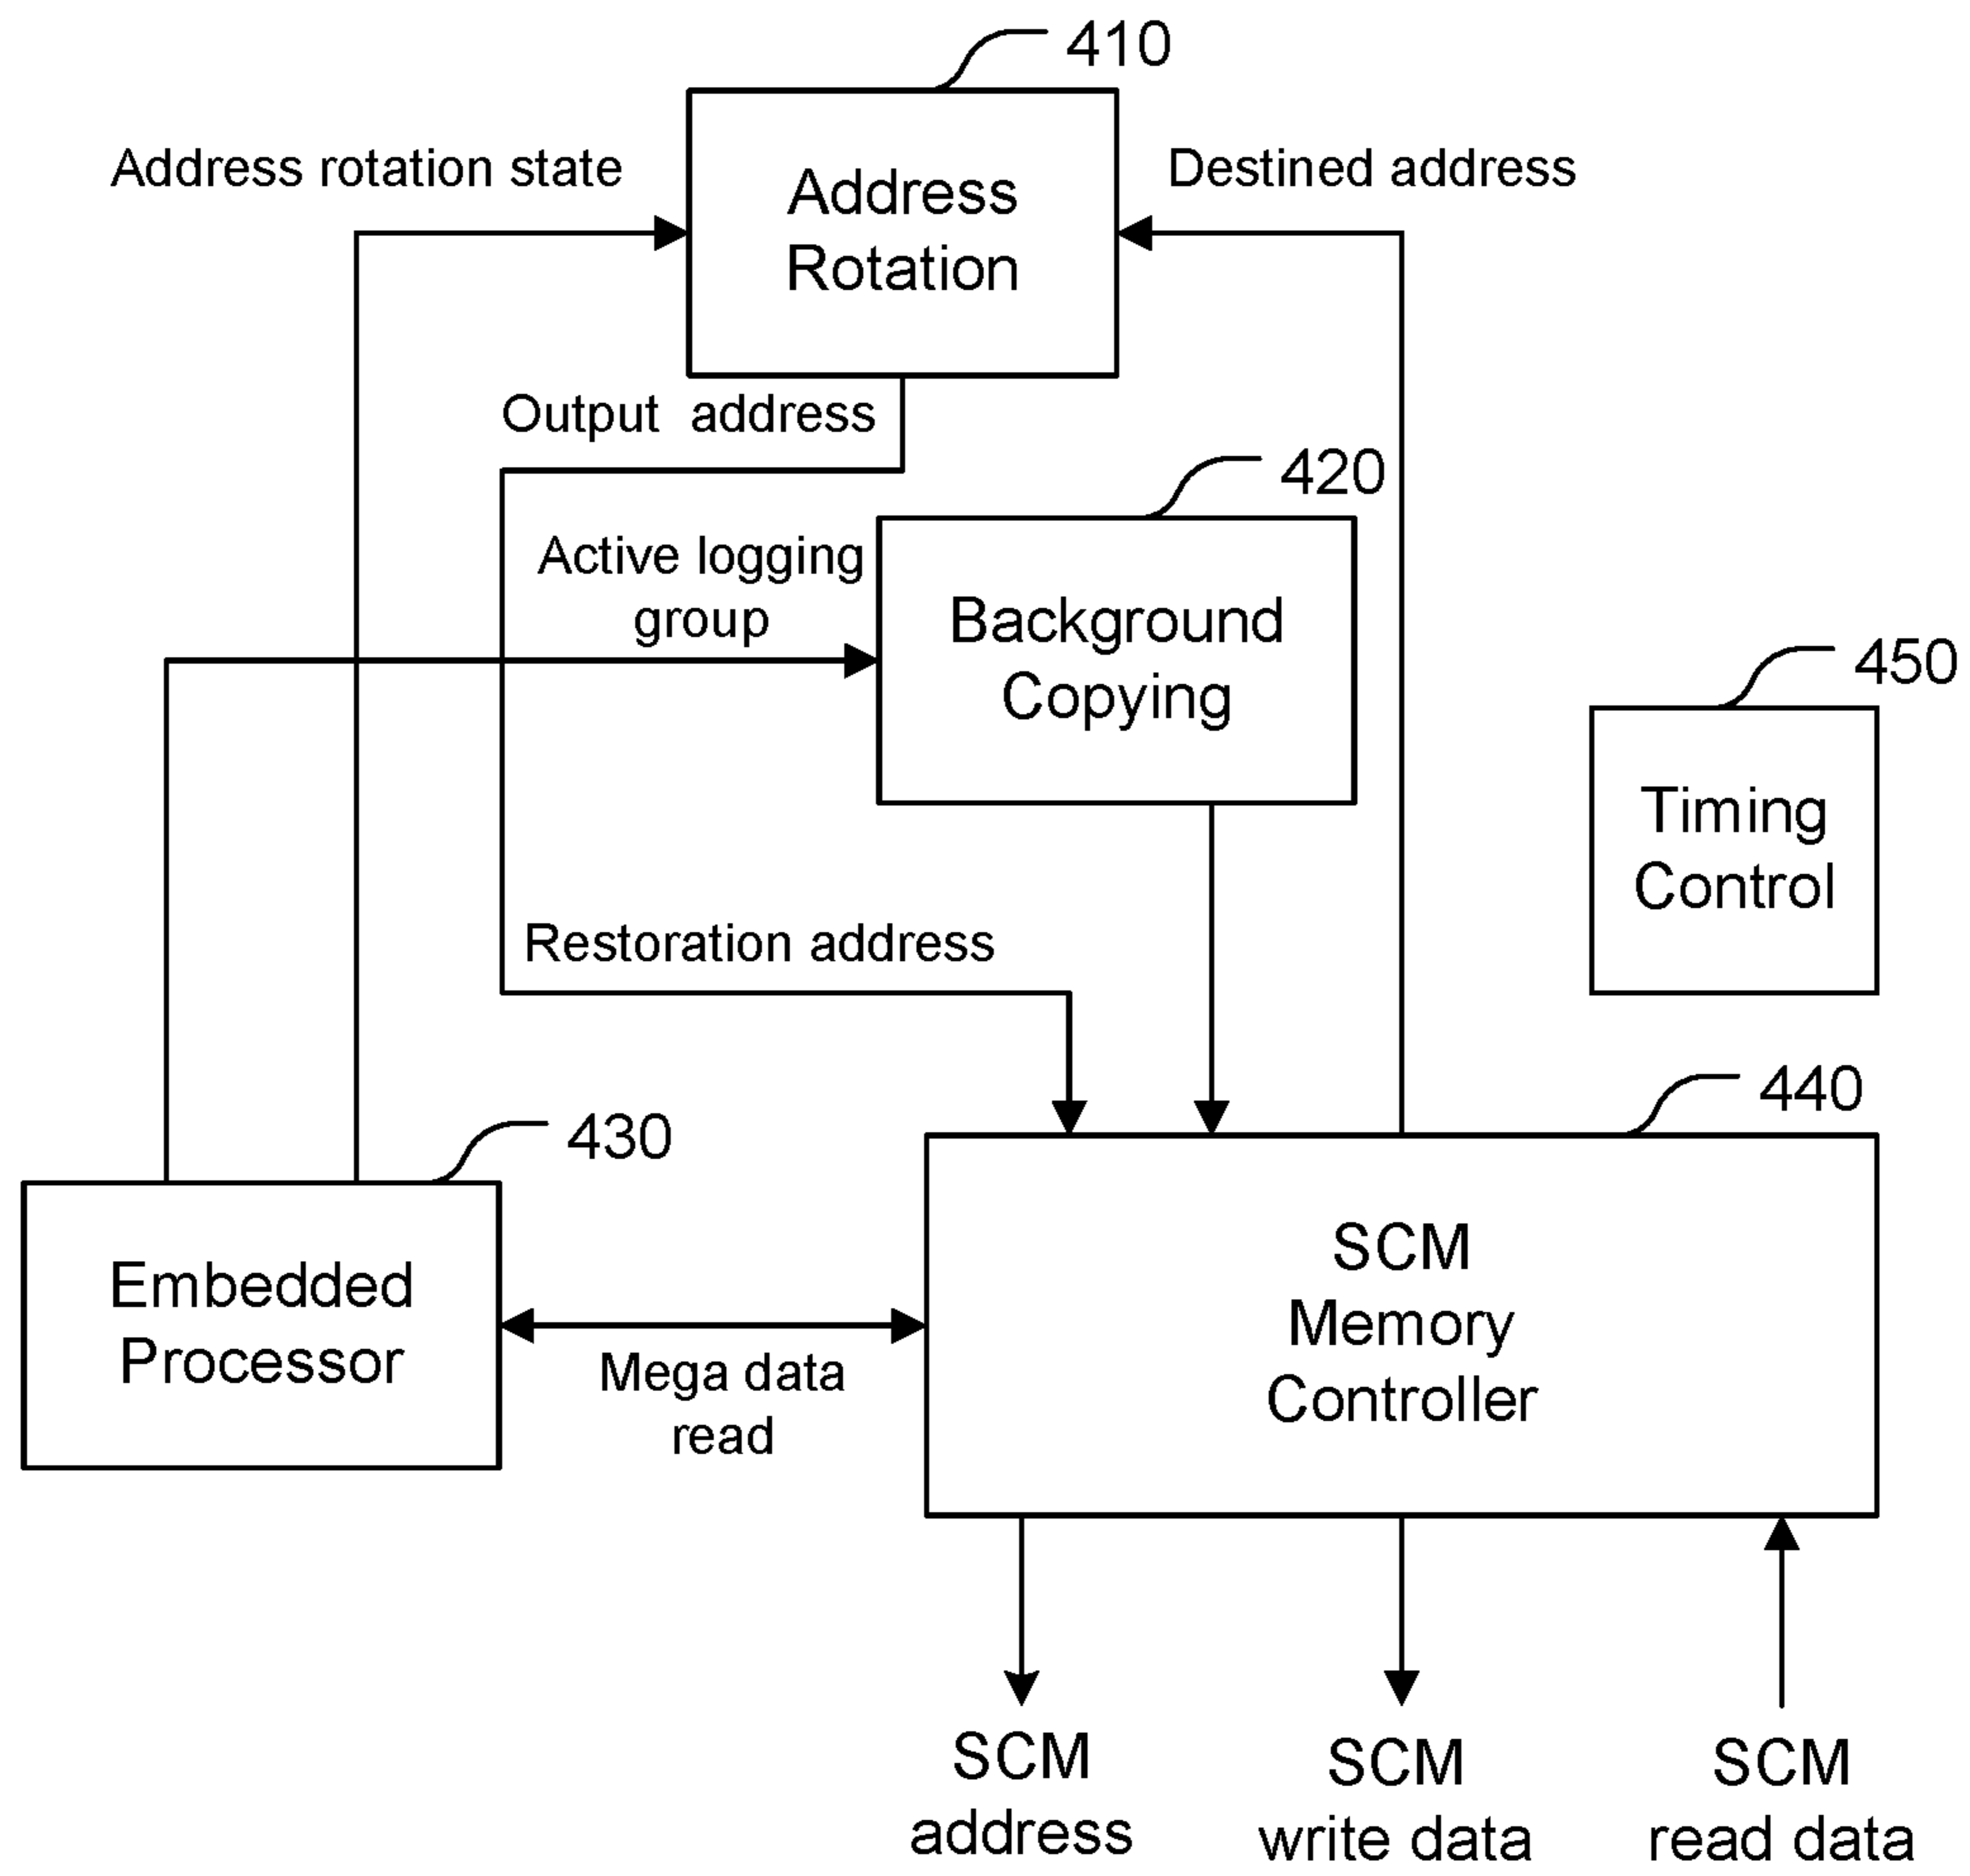 410
Address rotation state
Address
Rotation
Destined address
Output address
420
Active logging
group
Background
Copying
450
Timing
Control
Restoration address
440
430
Embedded
Processor
SCM
Memory
Controller
Mega data
read
SCM
address
SCM
write data
SCM
read data